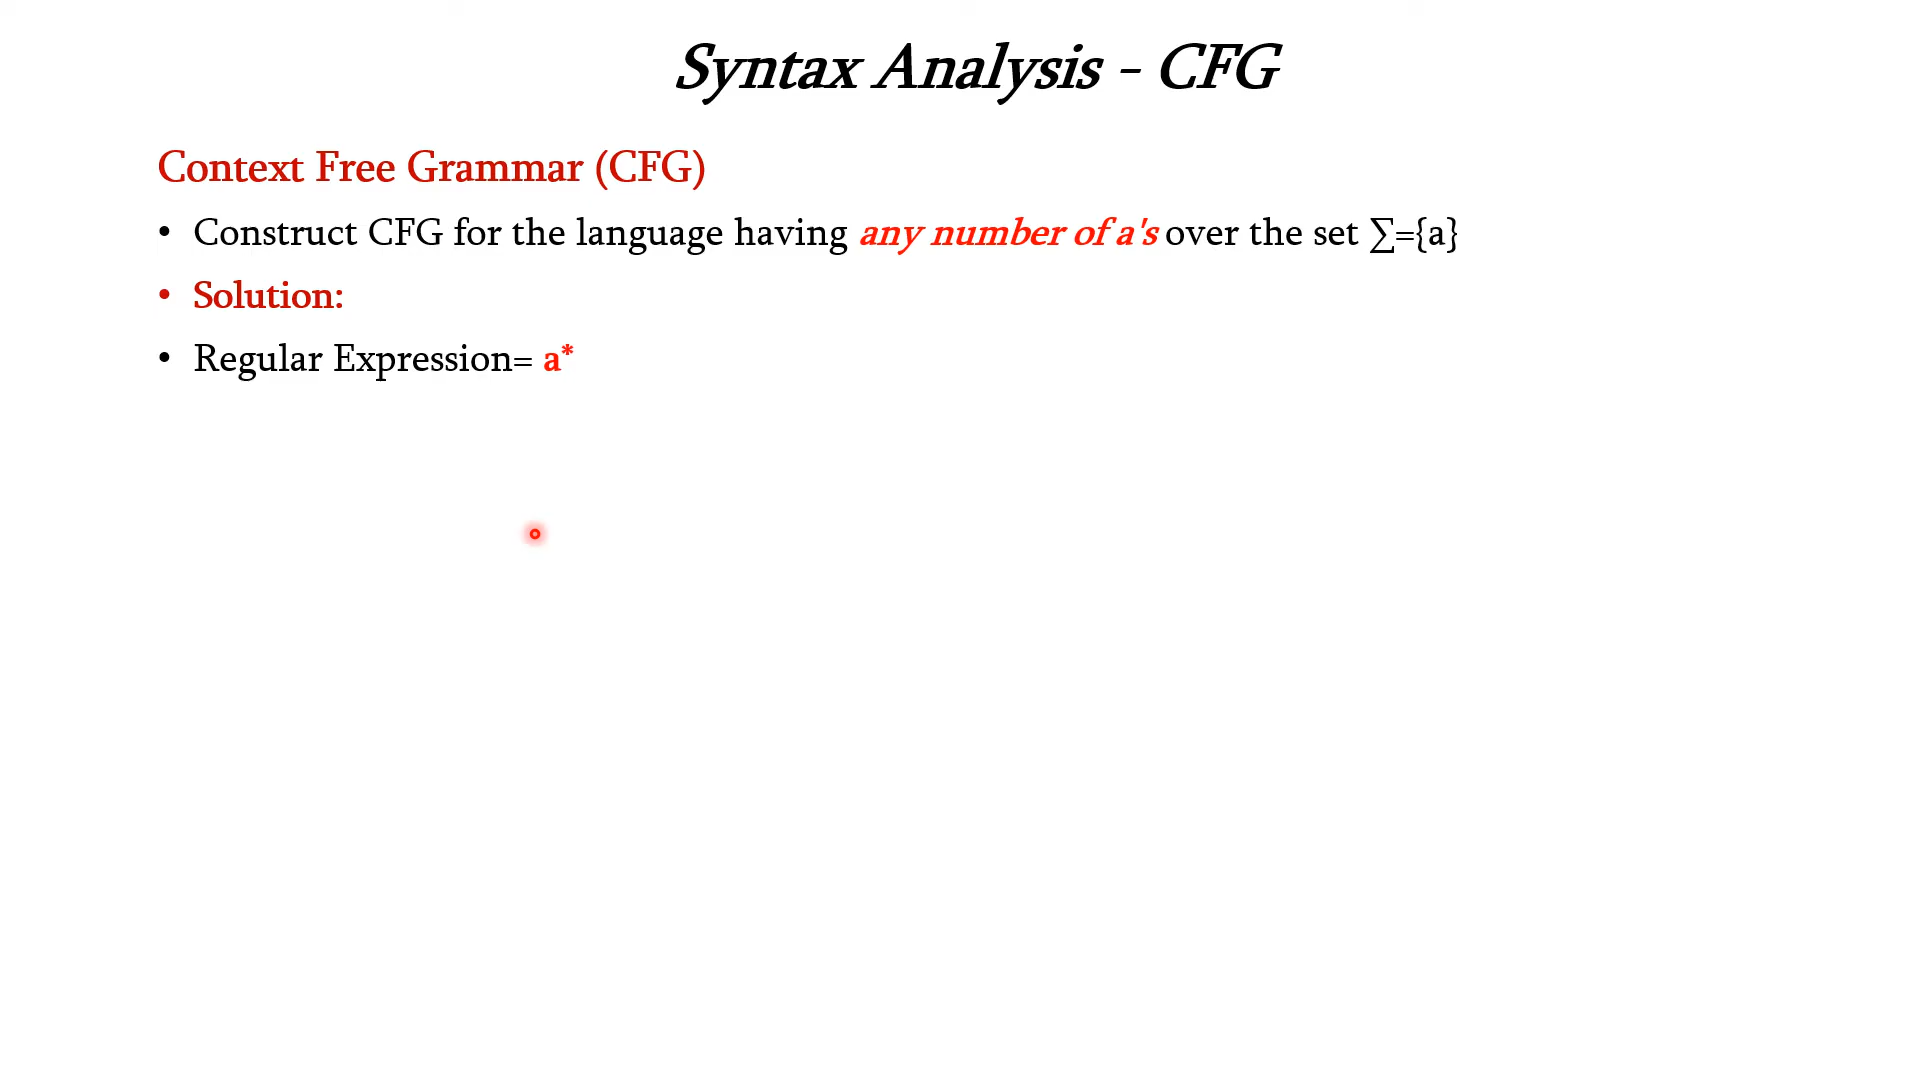 Syntax Analysis - CFG
Context Free Grammar (CFG)
• Construct CFG for the language having any number of a's over the set ∑={a}
• Solution:
• Regular Expression= a*